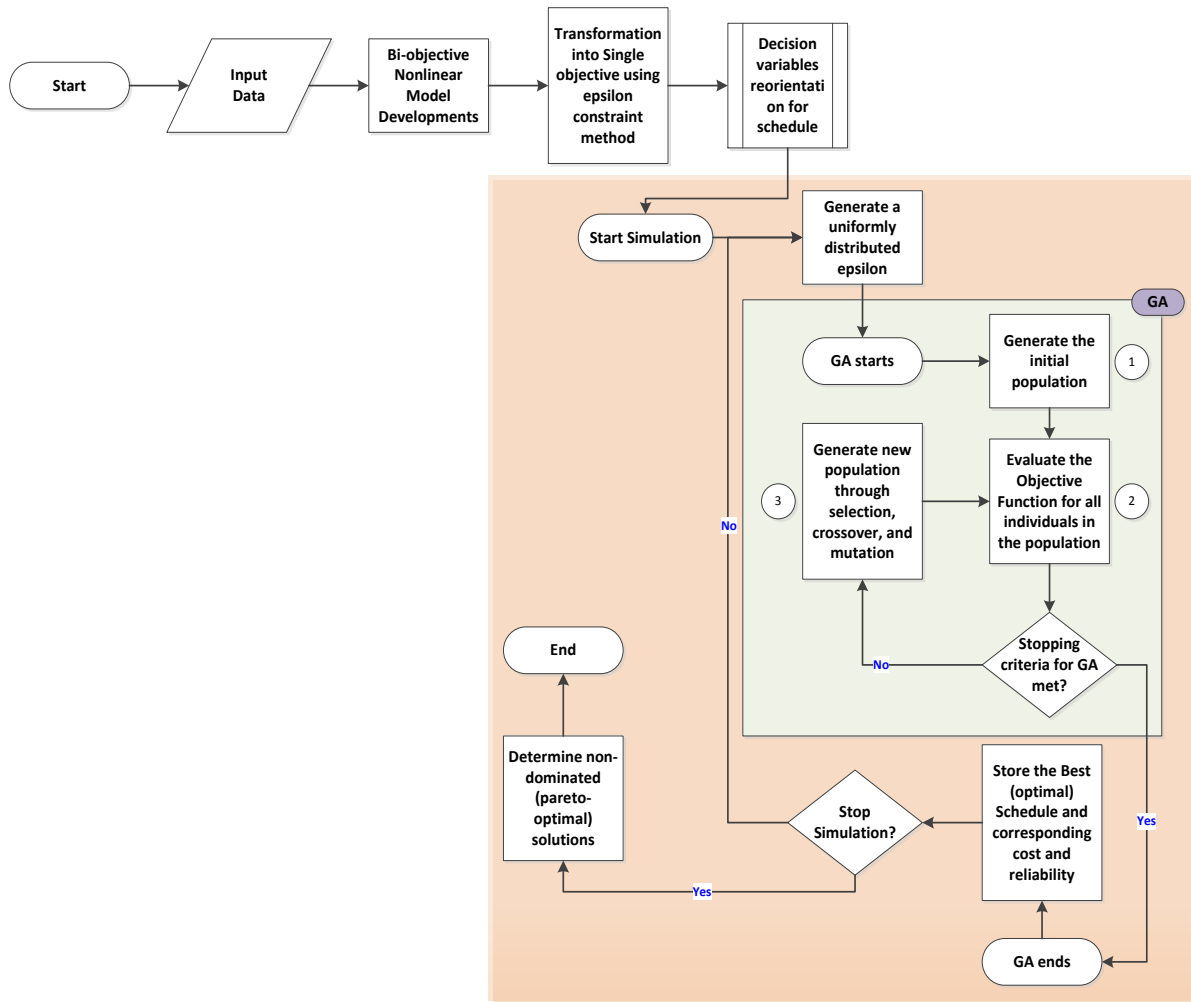 Start
Input
Data
Bi-objective
Nonlinear
Model
Developments
Transformation
into Single
objective using
epsilon
constraint
method
Decision
variables
reorientati
on for
schedule
Start Simulation
Generate a
uniformly
distributed
epsilon
GA
GA starts
Generate the
initial
population
1
Generate new
population
through
selection,
crossover, and
mutation
3
Evaluate the
Objective
Function for all
individuals in
the population
2
No
Stopping
criteria for GA
met?
No
End
Determine non-
dominated
(pareto-
optimal)
solutions
Stop
Simulation?
Store the Best
(optimal)
Schedule and
corresponding
cost and
reliability
Yes
Yes
GA ends